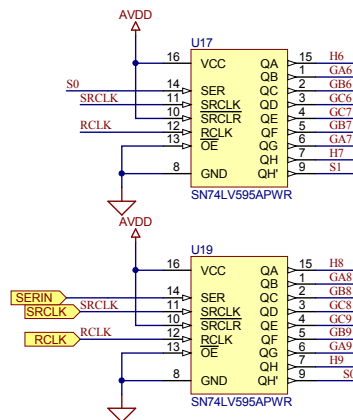 AVDD
U17
16 VCC QA 15 H6
QB 1 GA6
S0 14 SER QC 2 GB6
SRCLK 11 SRCLK QD 3 GC6
10 SRCLR QE 4 GC7
RCLK 12 RCLK QF 5 GB7
13 OE QG 6 GA7
QH 7 H7
8 GND QH' 9 S1
SN74LV595APWR
AVDD
U19
16 VCC QA 15 H8
QB 1 GA8
SERIN 14 SER QC 2 GB8
SRCLK SRCLK 11 SRCLK QD 3 GC8
10 SRCLR QE 4 GC9
RCLK RCLK 12 RCLK QF 5 GB9
13 OE QG 6 GA9
QH 7 H9
8 GND QH' 9 S0
SN74LV595APWR